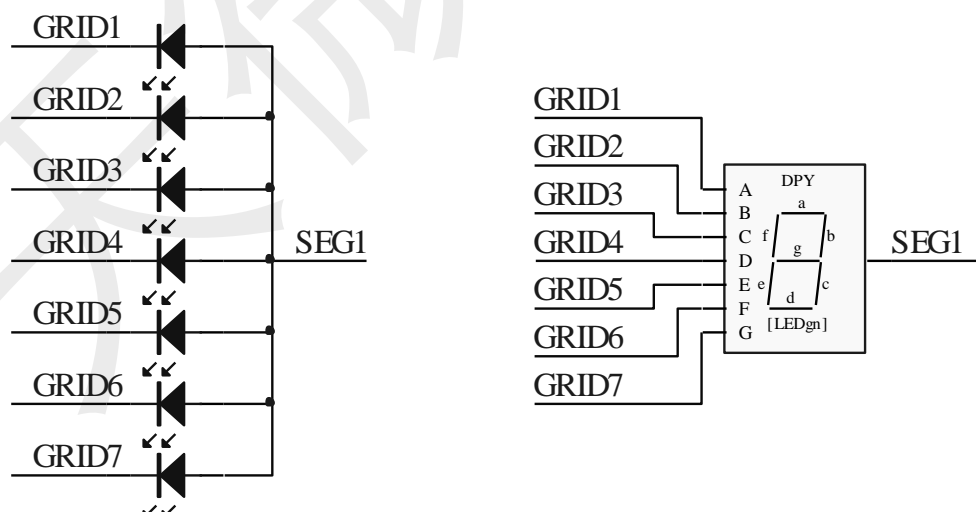 GRID1
GRID2
GRID3
GRID4
GRID5
GRID6
GRID7
SEG1
GRID1
GRID2
GRID3
GRID4
GRID5
GRID6
GRID7
A
B
C
D
E
F
G
DPY
a
f
b
g
e
c
d
[LEDgn]
SEG1